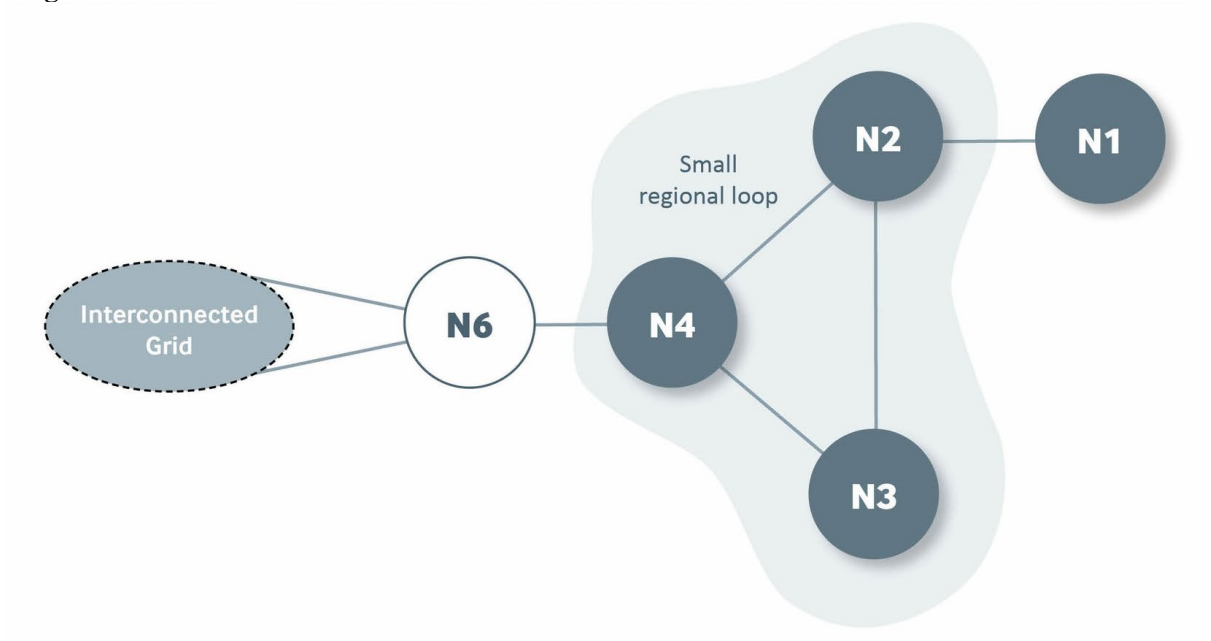 Small
regional loop
N2
N1
Interconnected
Grid
N6
N4
N3